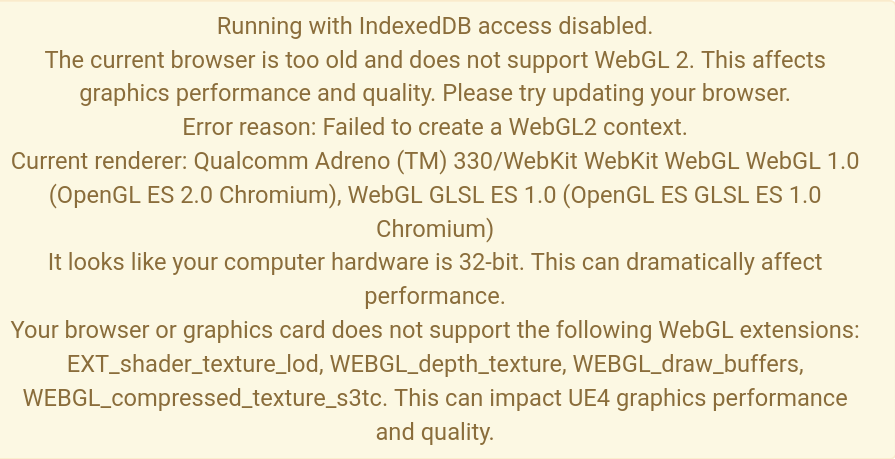 Running with IndexedDB access disabled.
The current browser is too old and does not support WebGL 2. This affects
graphics performance and quality. Please try updating your browser.
Error reason: Failed to create a WebGL2 context.
Current renderer: Qualcomm Adreno (TM) 330/WebKit WebKit WebGL WebGL 1.0
(OpenGL ES 2.0 Chromium), WebGL GLSL ES 1.0 (OpenGL ES GLSL ES 1.0
Chromium)
It looks like your computer hardware is 32-bit. This can dramatically affect
performance.
Your browser or graphics card does not support the following WebGL extensions:
EXT_shader_texture_lod, WEBGL_depth_texture, WEBGL_draw_buffers,
WEBGL_compressed_texture_s3tc. This can impact UE4 graphics performance
and quality.